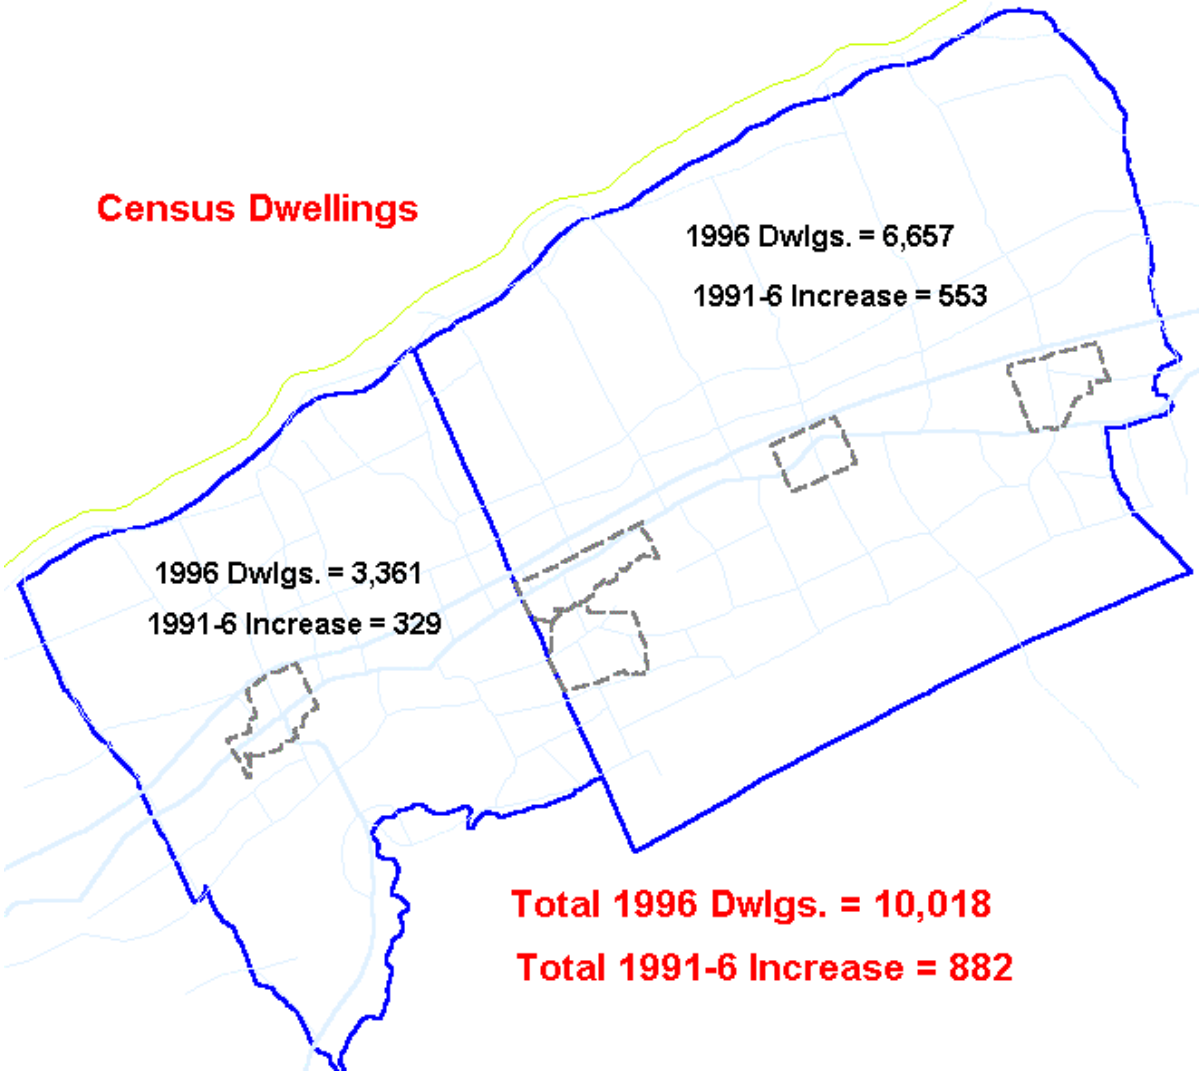 Census Dwellings
1996 Dwlgs. = 6,657
1991-6 Increase = 553
1996 Dwlgs. = 3,361
1991-6 Increase = 329
Total 1996 Dwlgs. = 10,018
Total 1991-6 Increase = 882